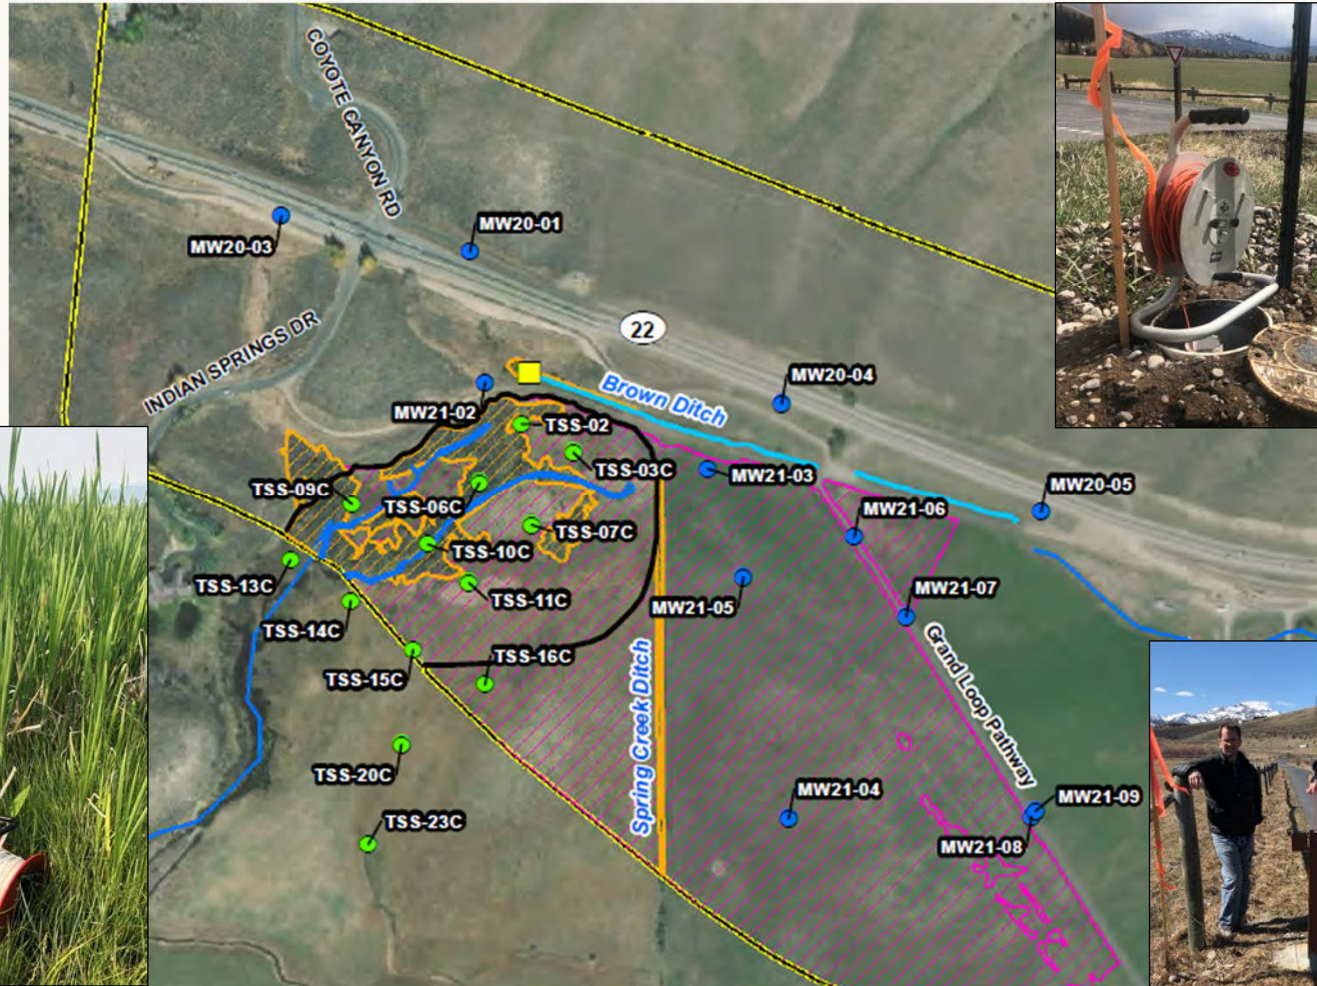 COYOTE CANYON RD
MW20-03
MW20-01
INDIAN SPRINGS DR
22
Brown Ditch
MW20-04
MW21-02
TSS-02
TSS-03C
MW21-03
MW20-05
TSS-09C
TSS-06C
MW21-06
TSS-07C
TSS-10C
TSS-13C
TSS-11C
MW21-05
MW21-07
TSS-14C
TSS-15C
TSS-16C
Spring Creek Ditch
Grand Loop Pathway
TSS-20C
MW21-04
MW21-09
TSS-23C
MW21-08